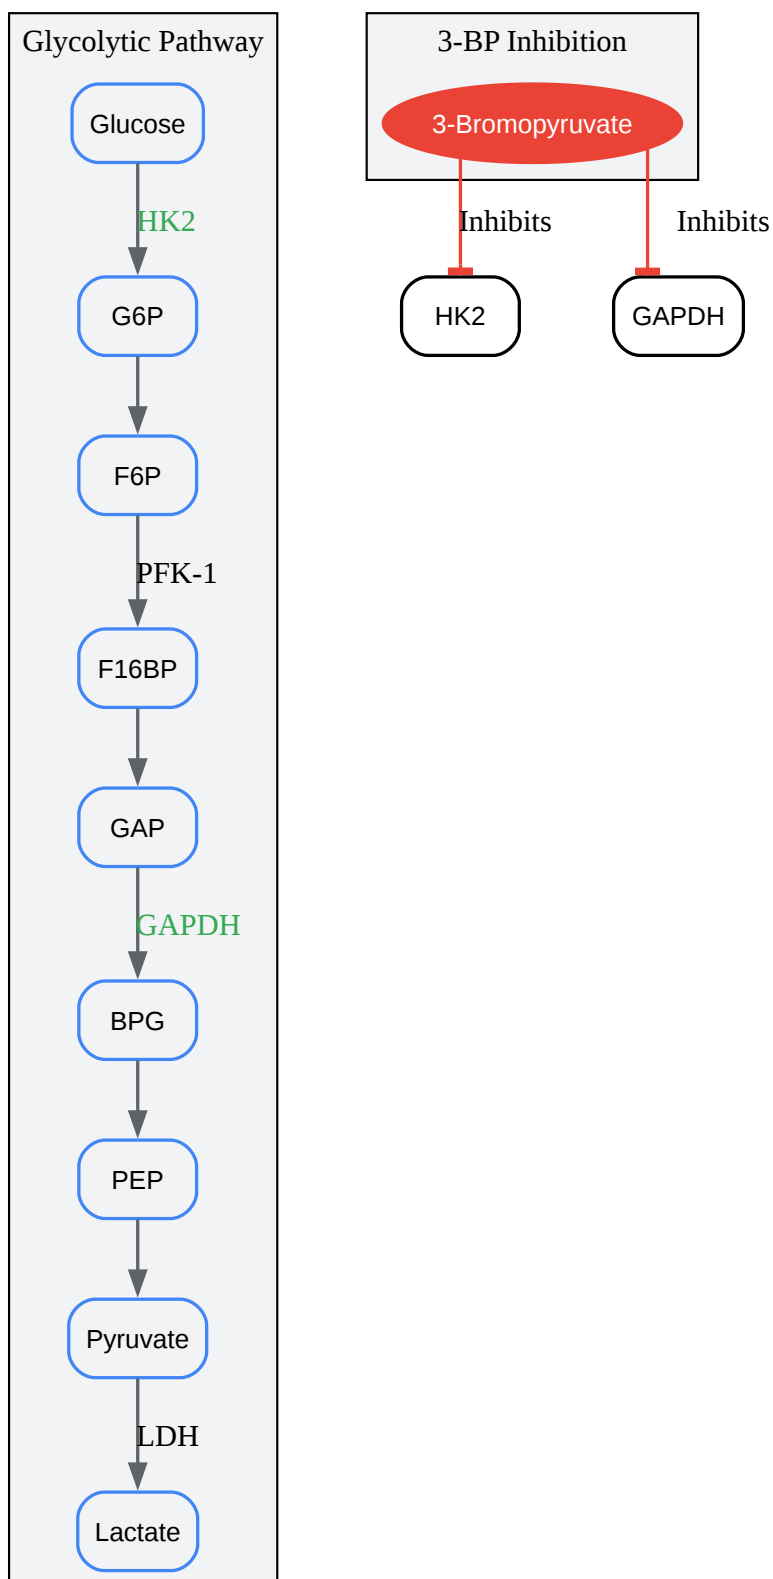 Glycolytic Pathway
Glucose
HK2
G6P
F6P
PFK-1
F16BP
GAP
GAPDH
BPG
PEP
Pyruvate
LDH
Lactate
3-BP Inhibition
3-Bromopyruvate
Inhibits
Inhibits
HK2
GAPDH